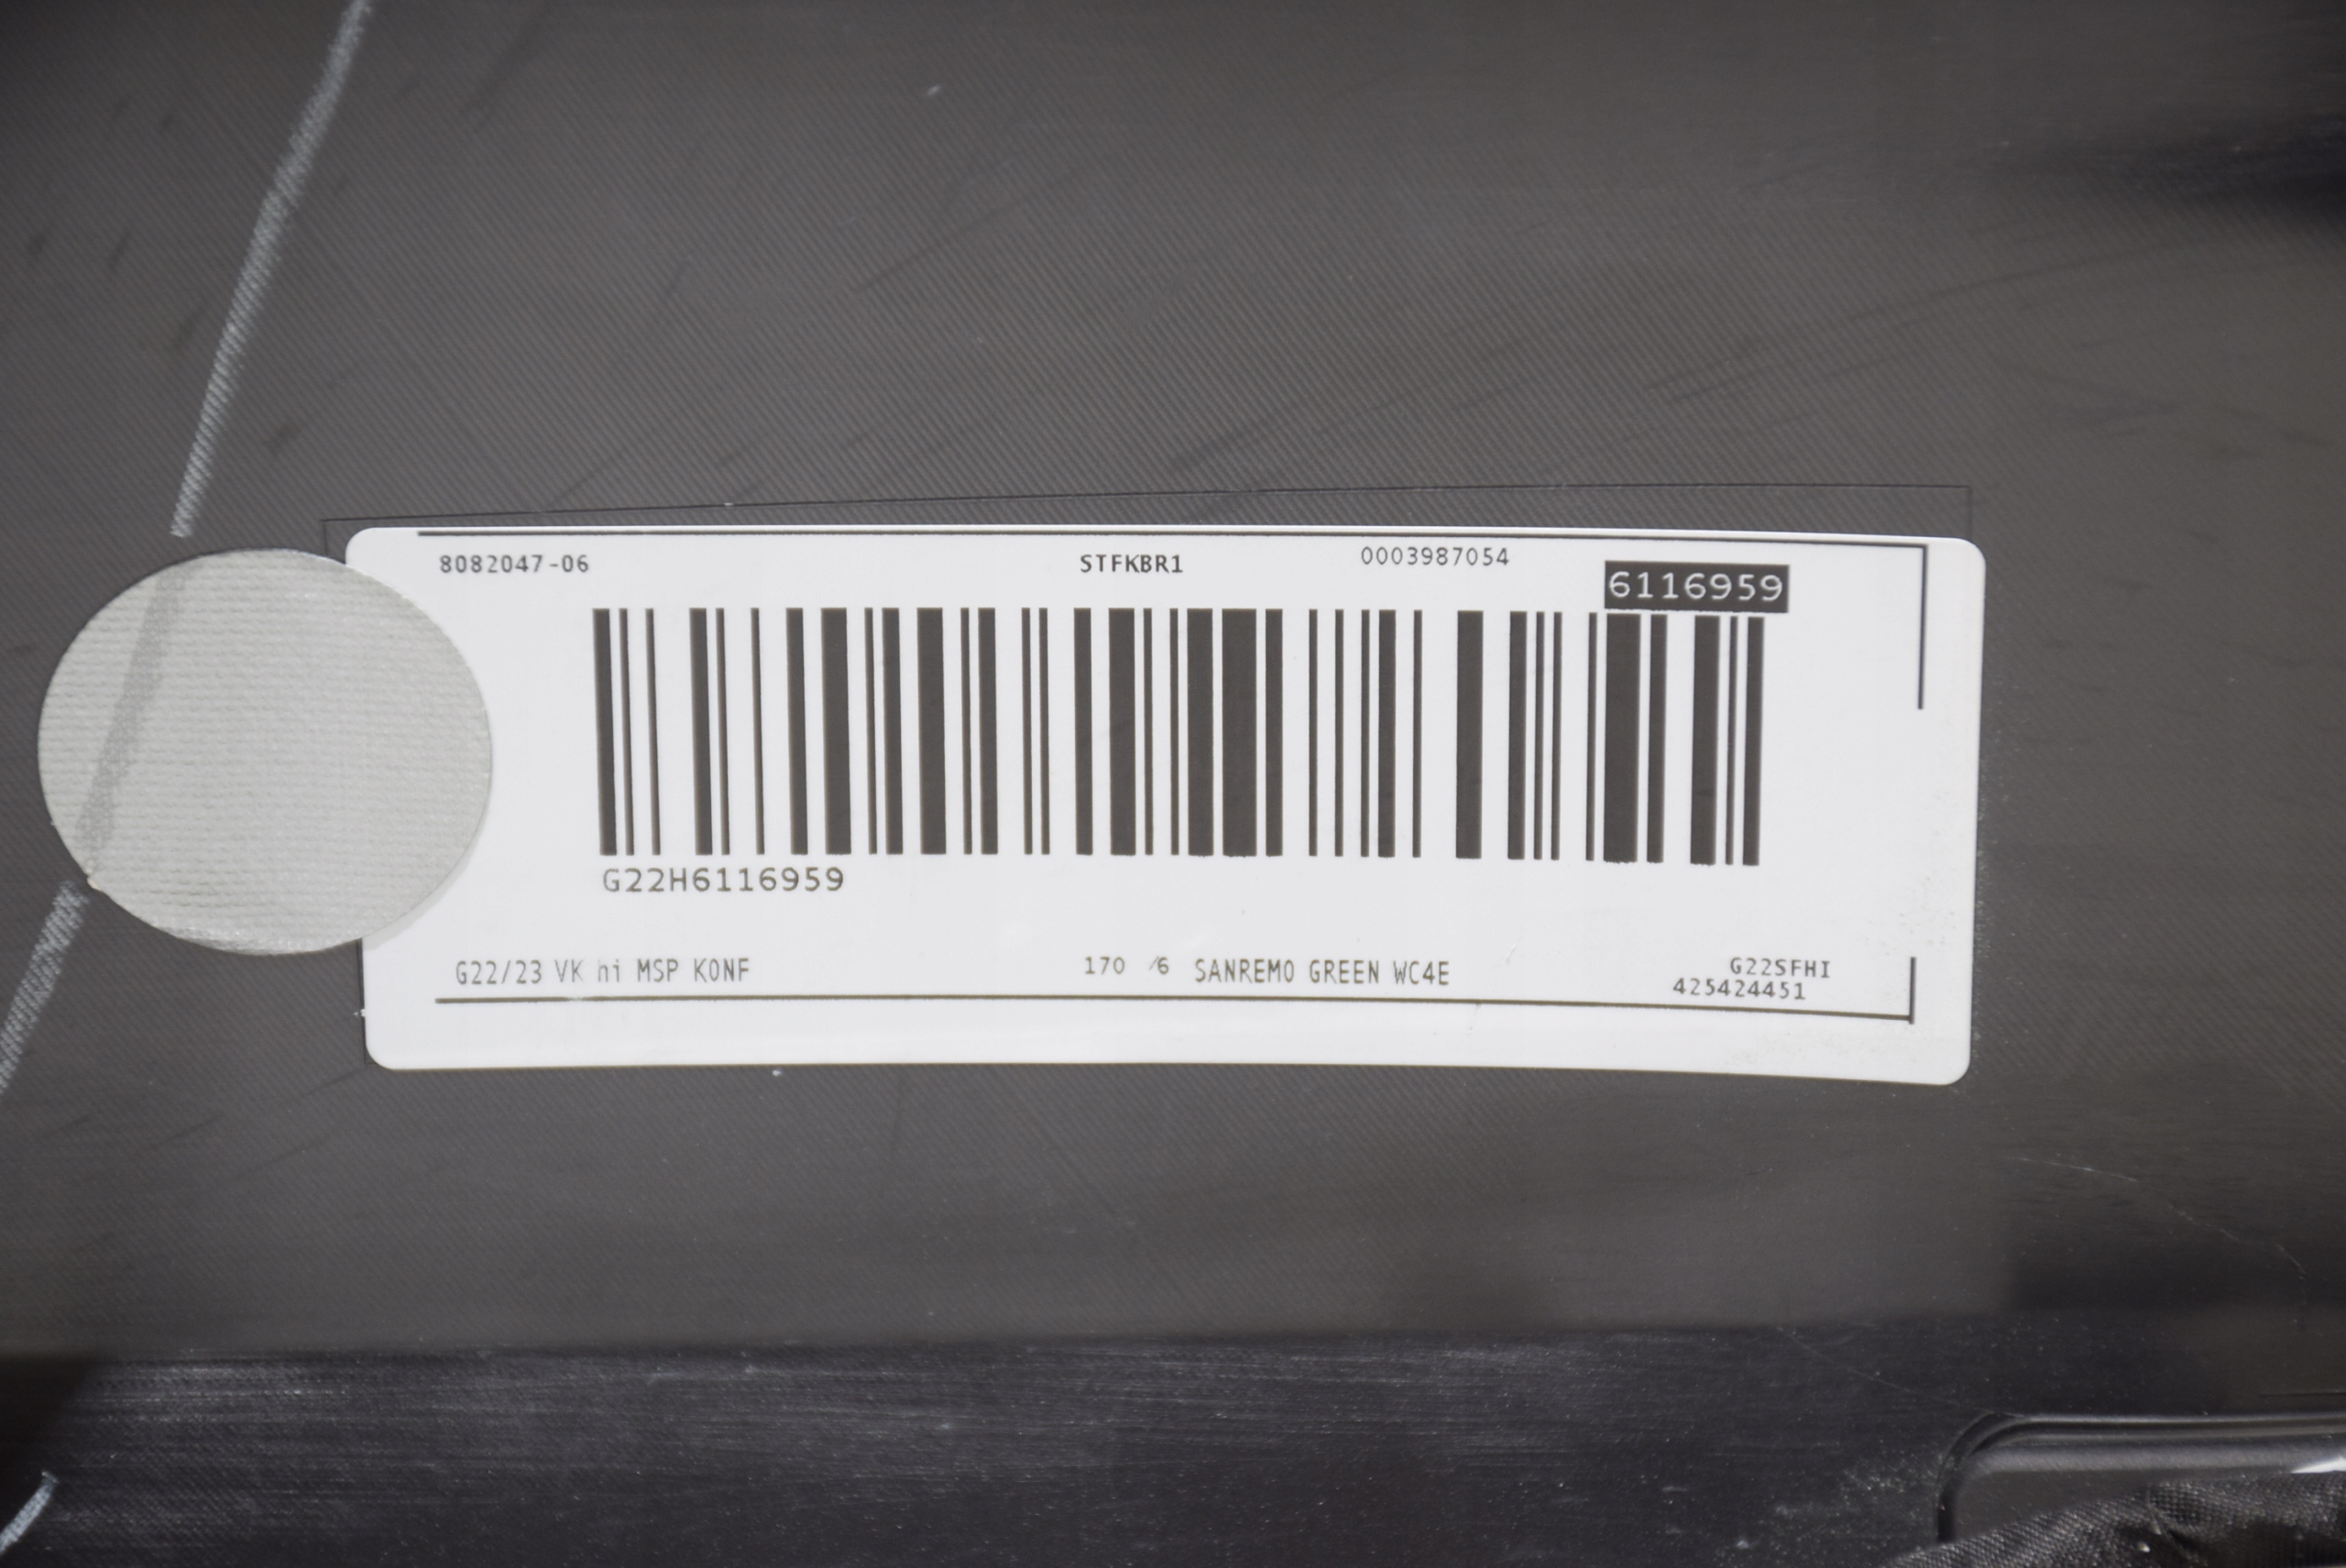 8082047-06 STFKBR1 0003987054 6116959
G22H6116959
G22/23 VK hi MSP KONF 170 /6 SANREMO GREEN WC4E G22SFHI
425424451